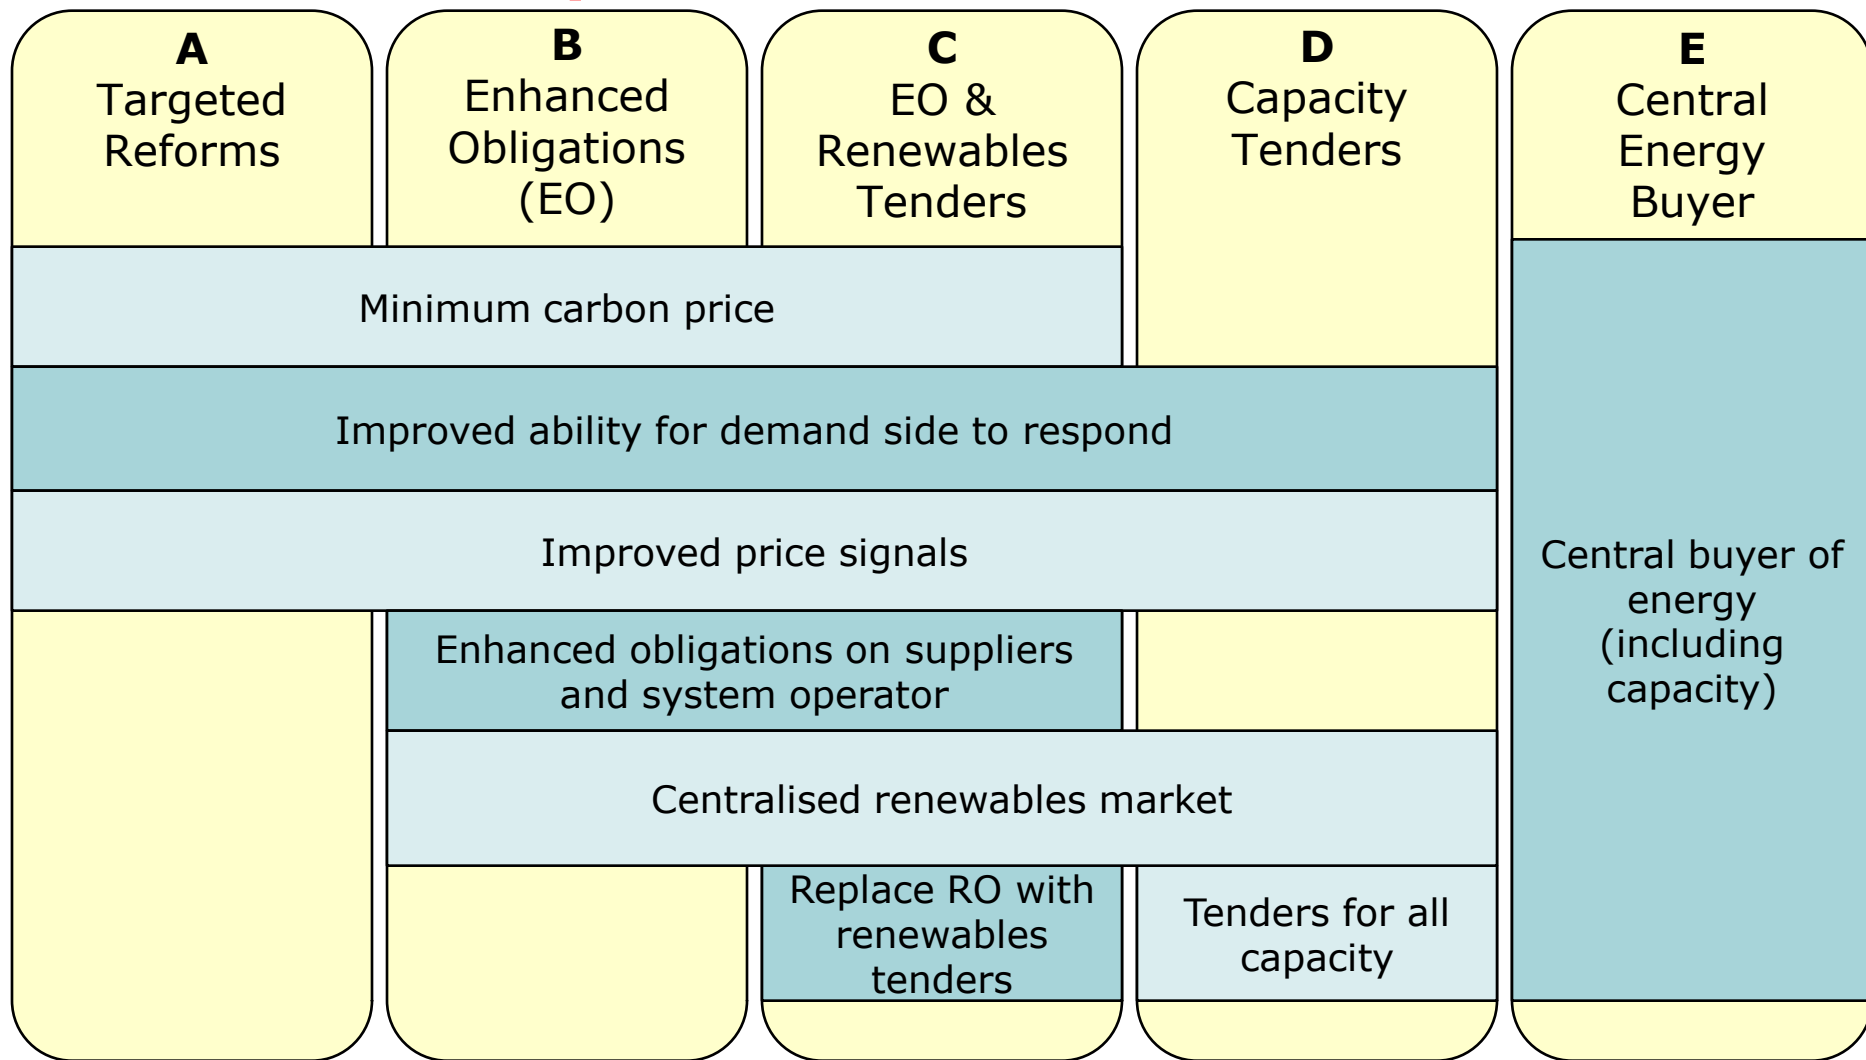 A
Targeted
Reforms
B
Enhanced
Obligations
(EO)
C
EO &
Renewables
Tenders
D
Capacity
Tenders
E
Central
Energy
Buyer
Minimum carbon price
Improved ability for demand side to respond
Improved price signals
Enhanced obligations on suppliers
and system operator
Centralised renewables market
Replace RO with
renewables
tenders
Tenders for all
capacity
Central buyer of
energy
(including
capacity)